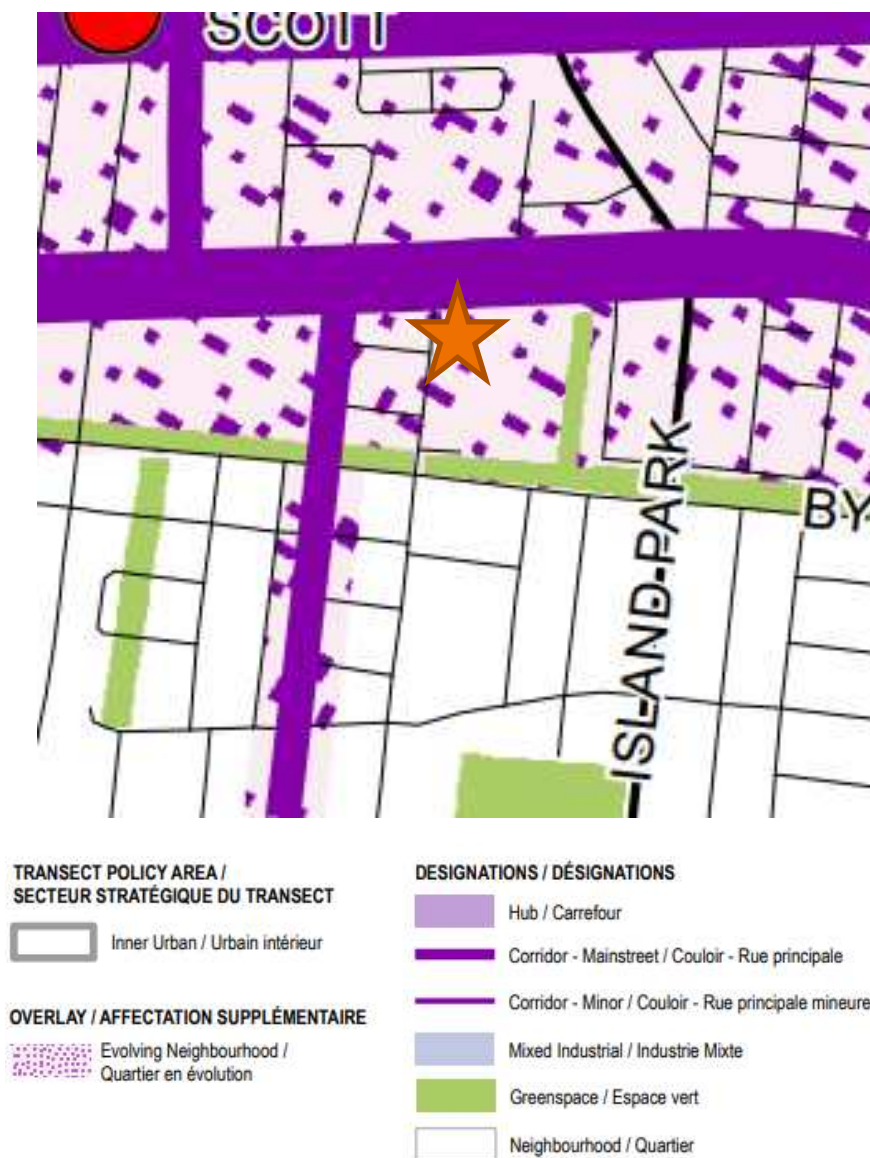 SCOTT
ISLAND PARK
BY
TRANSECT POLICY AREA /
SECTEUR STRATÉGIQUE DU TRANSECT
Inner Urban / Urbain intérieur
OVERLAY / AFFECTATION SUPPLÉMENTAIRE
Evolving Neighbourhood /
Quartier en évolution
DESIGNATIONS / DÉSIGNATIONS
Hub / Carrefour
Corridor - Mainstreet / Couloir - Rue principale
Corridor - Minor / Couloir - Rue principale mineure
Mixed Industrial / Industrie Mixte
Greenspace / Espace vert
Neighbourhood / Quartier